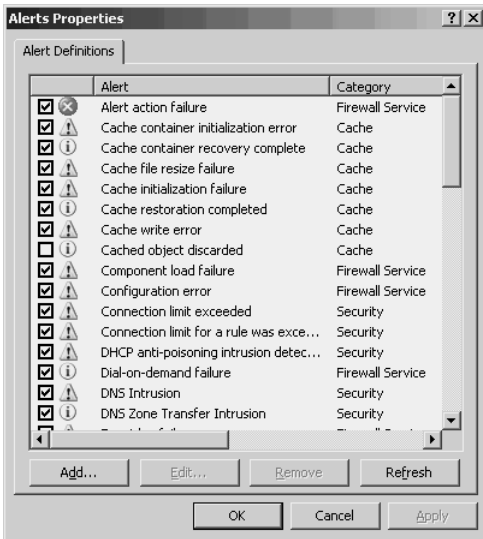 Alerts Properties
Alert Definitions
Alert Category
Alert action failure Firewall Service
Cache container initialization error Cache
Cache container recovery complete Cache
Cache file resize failure Cache
Cache initialization failure Cache
Cache restoration completed Cache
Cache write error Cache
Cached object discarded Cache
Component load failure Firewall Service
Configuration error Firewall Service
Connection limit exceeded Security
Connection limit for a rule was exce... Security
DHCP anti-poisoning intrusion detec... Security
Dial-on-demand failure Firewall Service
DNS Intrusion Security
DNS Zone Transfer Intrusion Security
Add... Edit... Remove Refresh
OK Cancel Apply